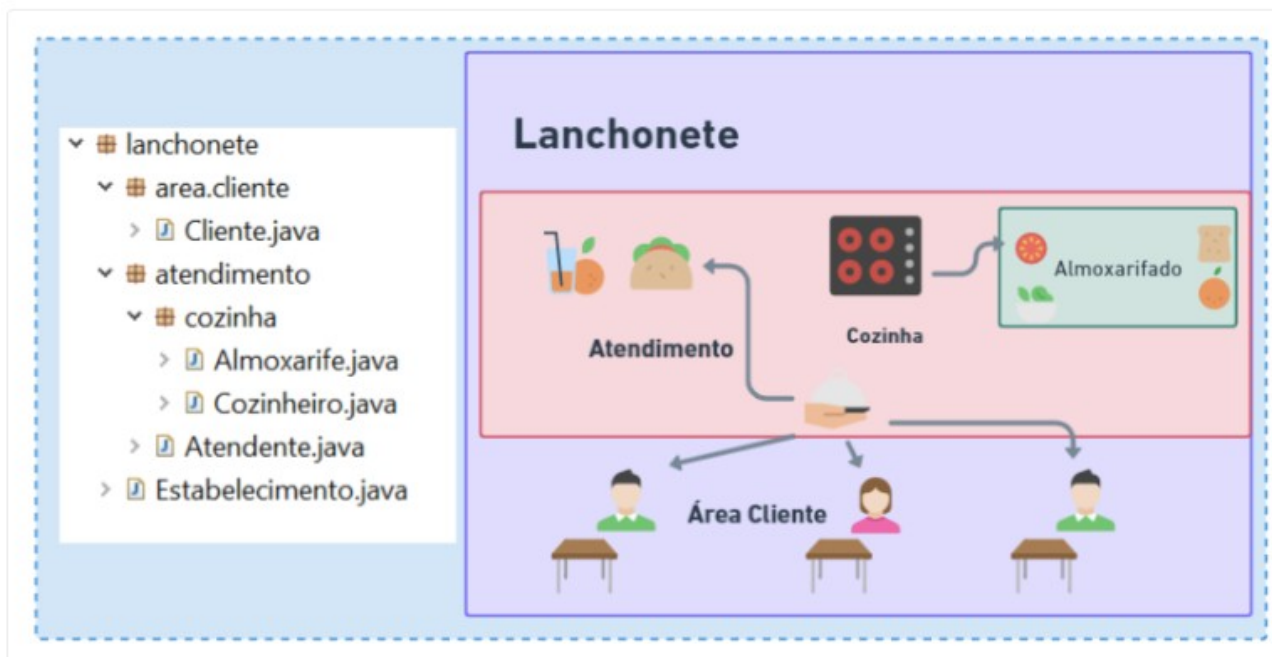 lanchonete
area.cliente
Cliente.java
atendimento
cozinha
Almoxarife.java
Cozinheiro.java
Atendente.java
Estabelecimento.java
Lanchonete
Almoxarifado
Cozinha
Atendimento
Área Cliente